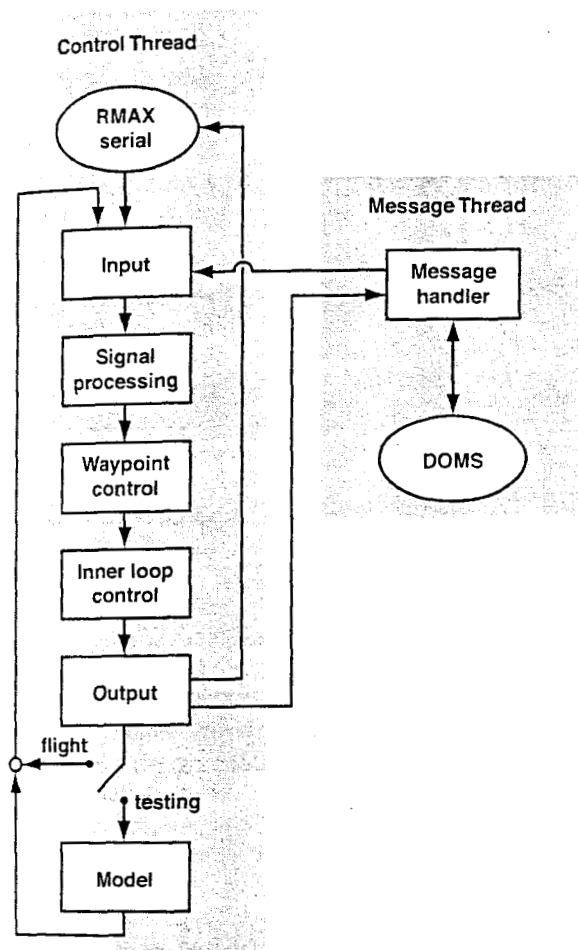 Control Thread
RMAX
serial
Input
Signal
processing
Waypoint
control
Inner loop
control
Output
flight
testing
Model
Message Thread
Message
handler
DOMS